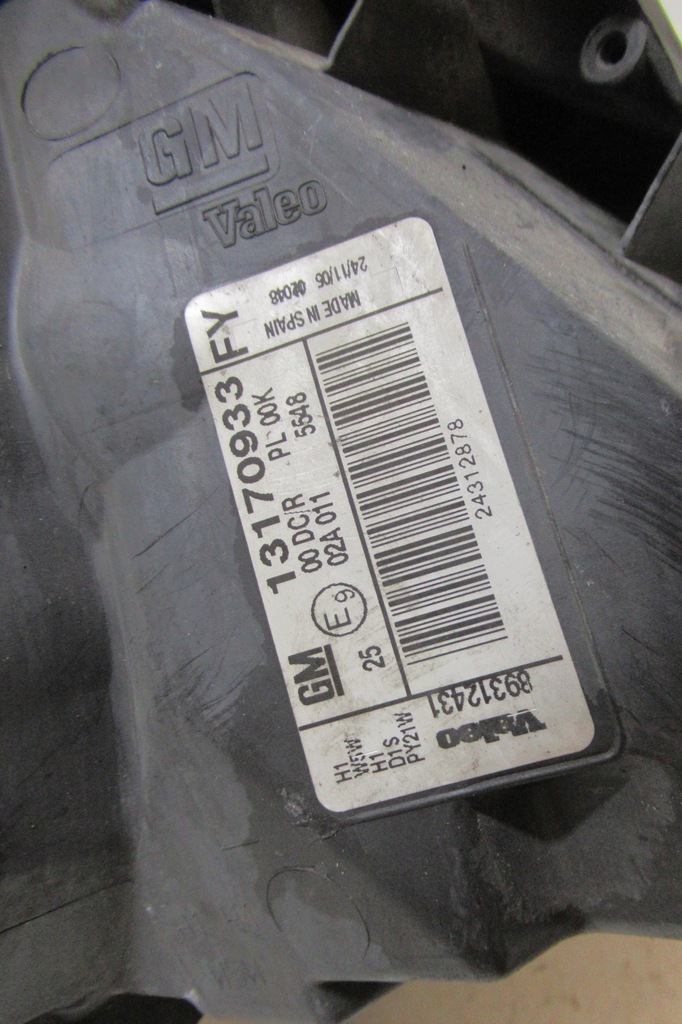 GM
Valeo
MADE IN SPAIN
24/11/06
FY
13170933
00 DC/R PL 00K
02A 011 5548
E9
25
GM
24312878
H1
W5W
H1
D1S
PY21W
Valeo
89312431